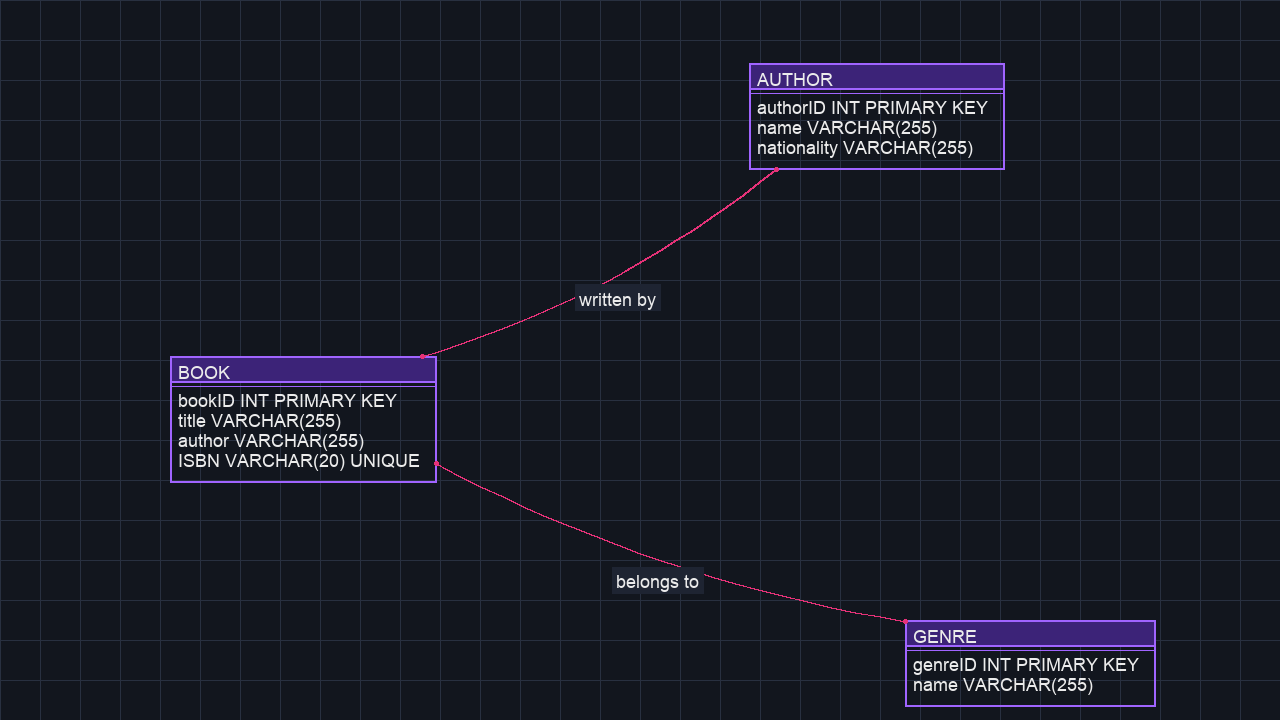 AUTHOR
authorID INT PRIMARY KEY
name VARCHAR(255)
nationality VARCHAR(255)
written by
BOOK
bookID INT PRIMARY KEY
title VARCHAR(255)
author VARCHAR(255)
ISBN VARCHAR(20) UNIQUE
belongs to
GENRE
genreID INT PRIMARY KEY
name VARCHAR(255)